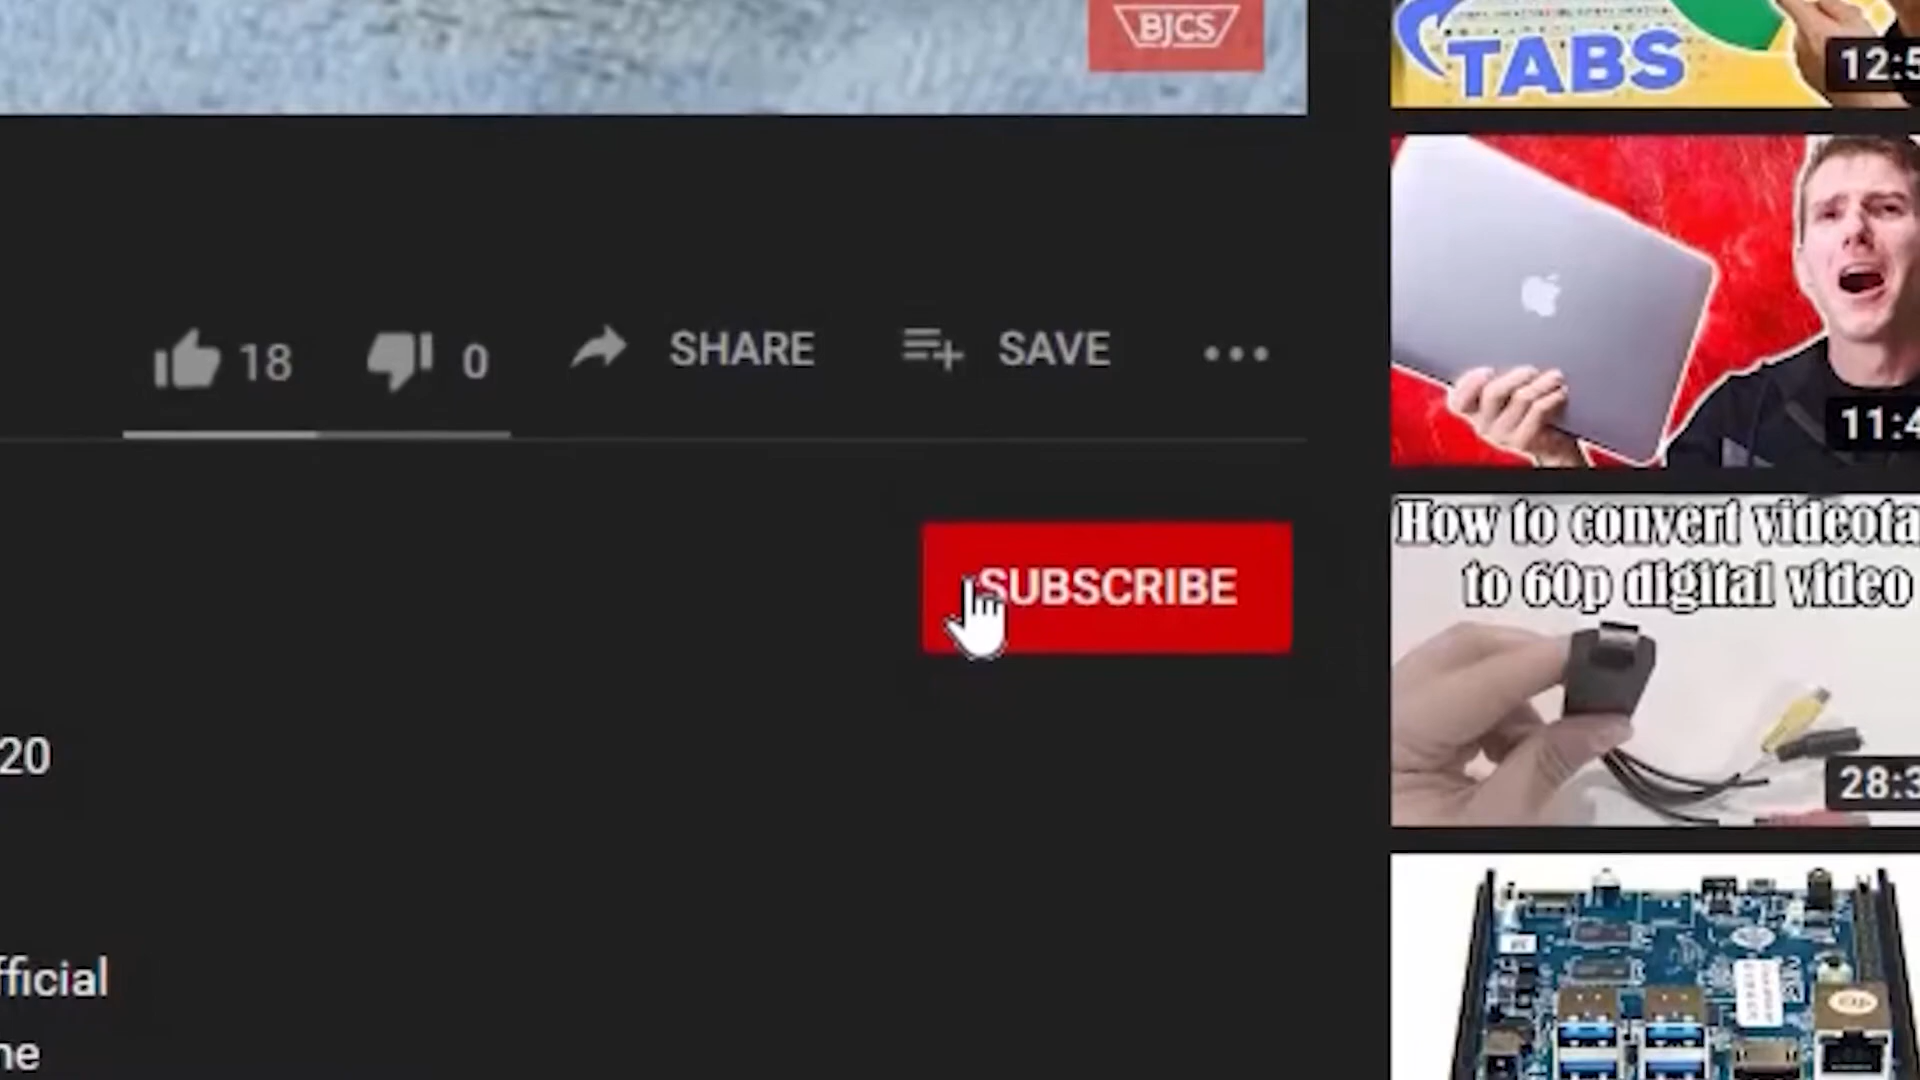 BJCS
18
0
SHARE
SAVE
SUBSCRIBE
20
fficial
ne
TABS
12:5
11:4
How to convert videota
to 60p digital video
28:3